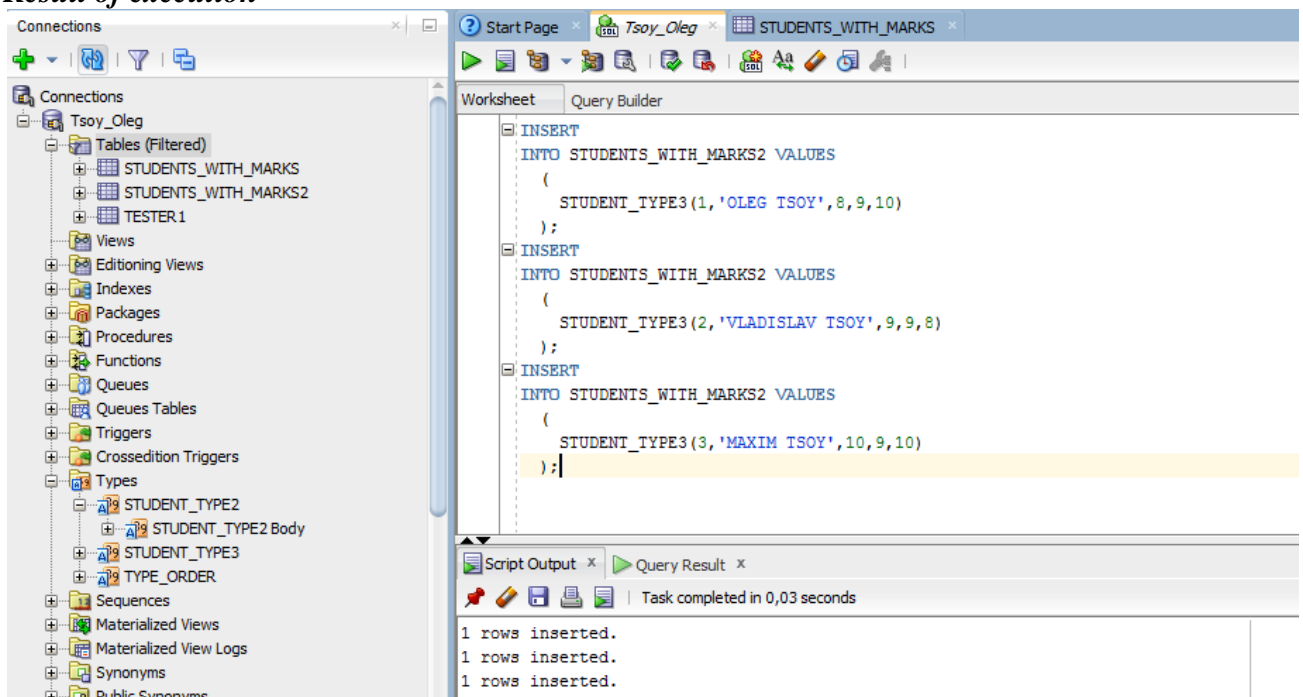 Result of execution
Connections
Connections
Tsoy_Oleg
Tables (Filtered)
STUDENTS_WITH_MARKS
STUDENTS_WITH_MARKS2
TESTER1
Views
Editioning Views
Indexes
Packages
Procedures
Functions
Queues
Queues Tables
Triggers
Crossedition Triggers
Types
STUDENT_TYPE2
STUDENT_TYPE2 Body
STUDENT_TYPE3
TYPE_ORDER
Sequences
Materialized Views
Materialized View Logs
Synonyms
Public Synonyms
Start Page
Tsoy_Oleg
STUDENTS_WITH_MARKS
Worksheet
Query Builder
INSERT
INTO STUDENTS_WITH_MARKS2 VALUES
(
STUDENT_TYPE3(1,'OLEG TSOY',8,9,10)
);
INSERT
INTO STUDENTS_WITH_MARKS2 VALUES
(
STUDENT_TYPE3(2,'VLADISLAV TSOY',9,9,8)
);
INSERT
INTO STUDENTS_WITH_MARKS2 VALUES
(
STUDENT_TYPE3(3,'MAXIM TSOY',10,9,10)
);
Script Output
Query Result
Task completed in 0,03 seconds
1 rows inserted.
1 rows inserted.
1 rows inserted.